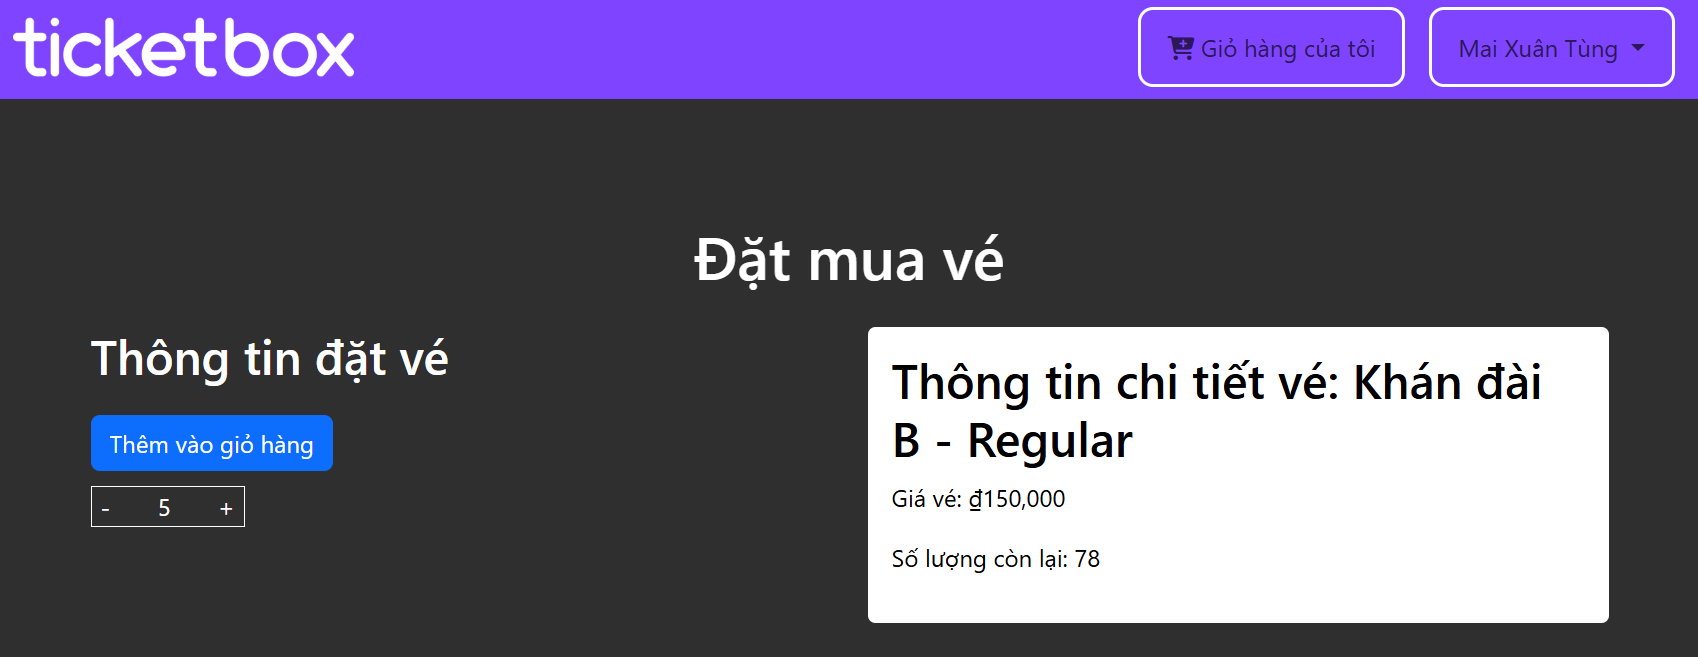 ticketbox
Giỏ hàng của tôi
Mai Xuân Tùng
Đặt mua vé
Thông tin đặt vé
Thêm vào giỏ hàng
- 5 +
Thông tin chi tiết vé: Khán đài
B - Regular
Giá vé: ₫150,000
Số lượng còn lại: 78